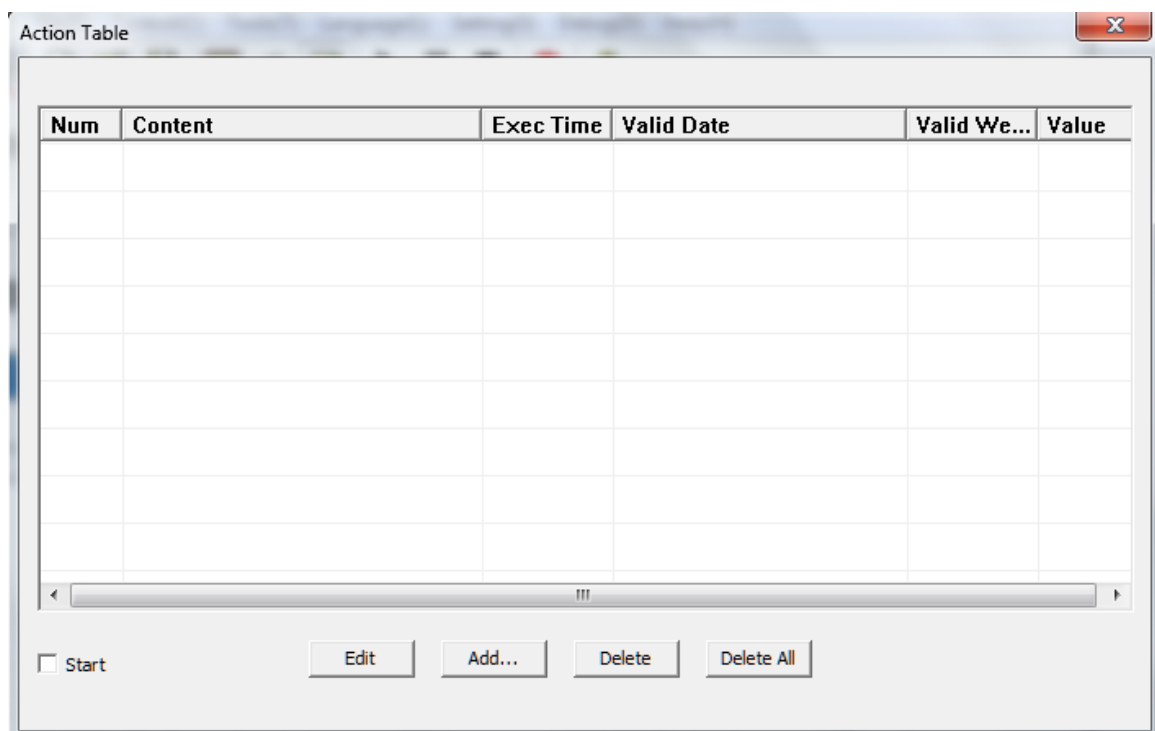 Action Table
Num Content Exec Time Valid Date Valid We... Value
Start Edit Add... Delete Delete All